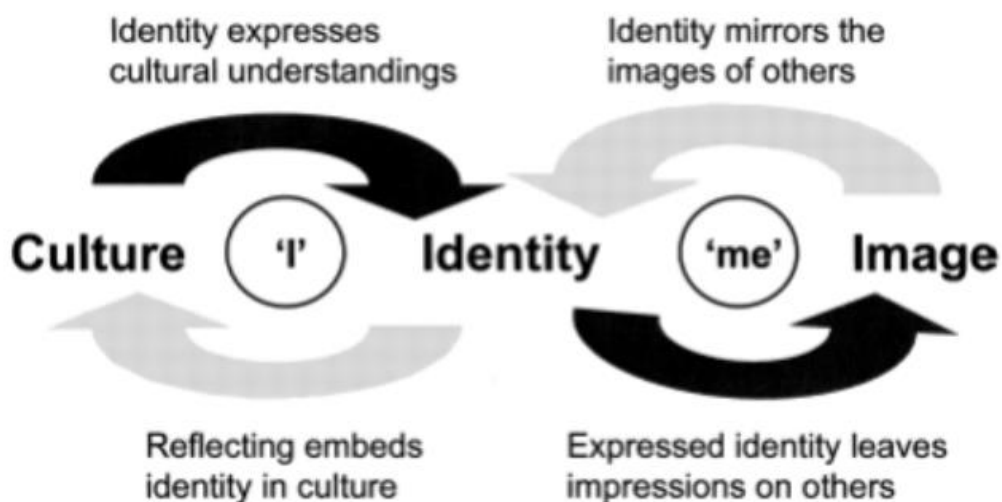 Identity expresses
cultural understandings
Identity mirrors the
images of others
Culture 'I' Identity 'me' Image
Reflecting embeds
identity in culture
Expressed identity leaves
impressions on others